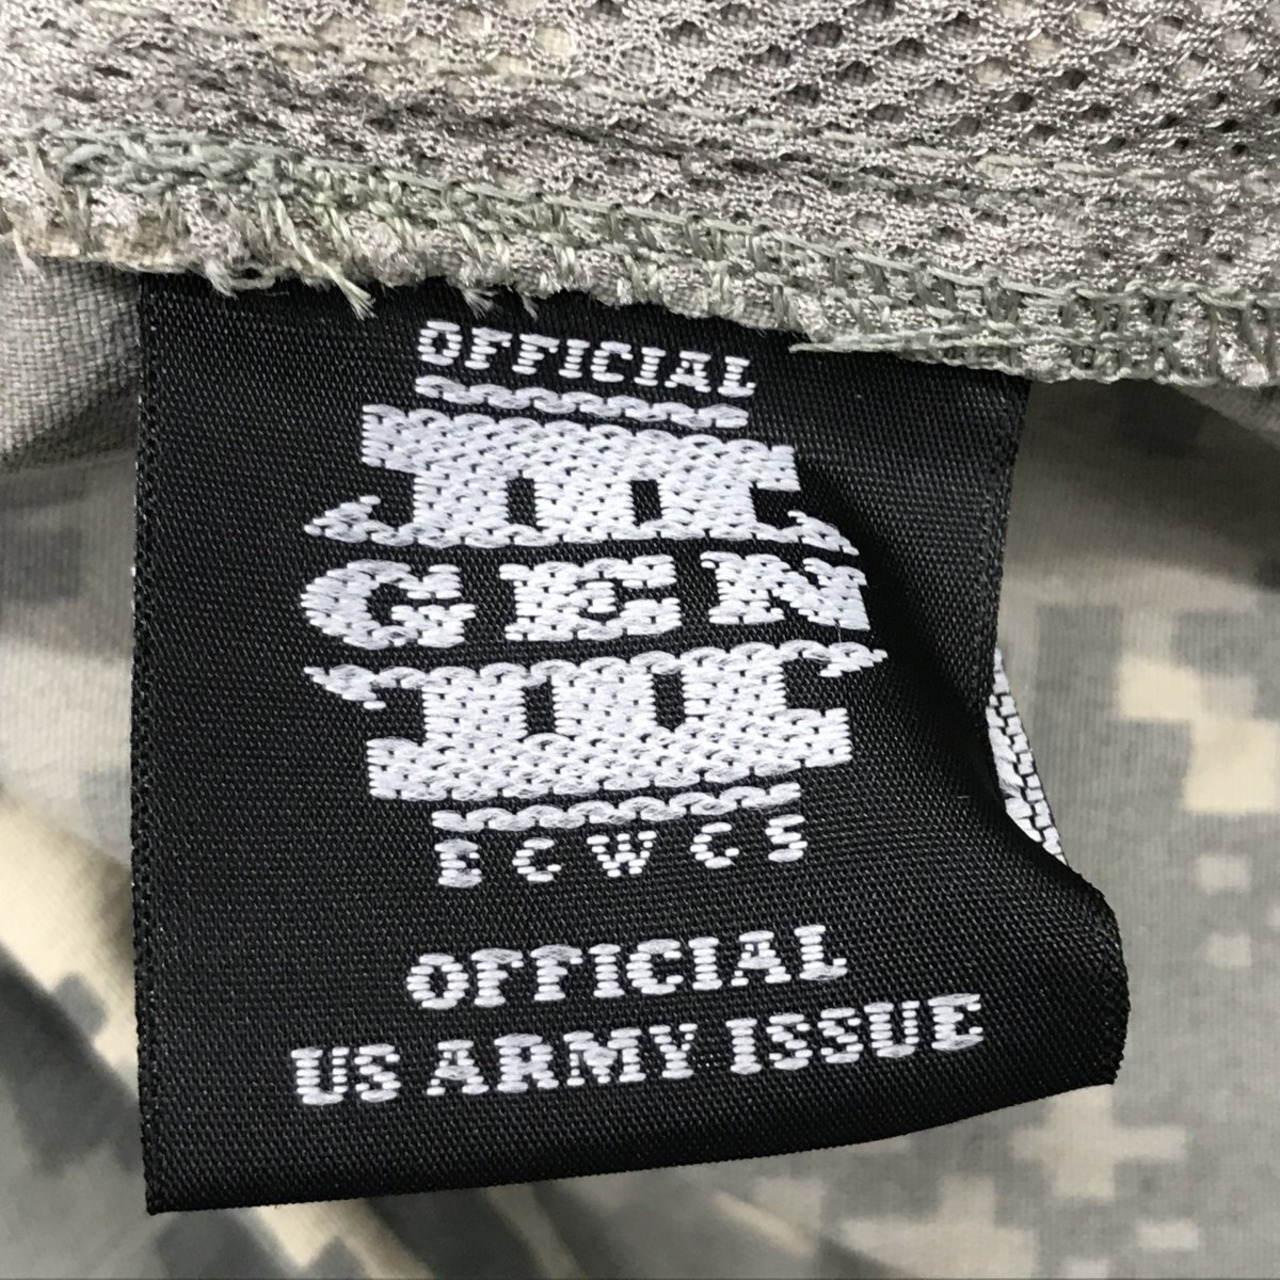 OFFICIAL
III
GEN
III
ECWCS
OFFICIAL
US ARMY ISSUE